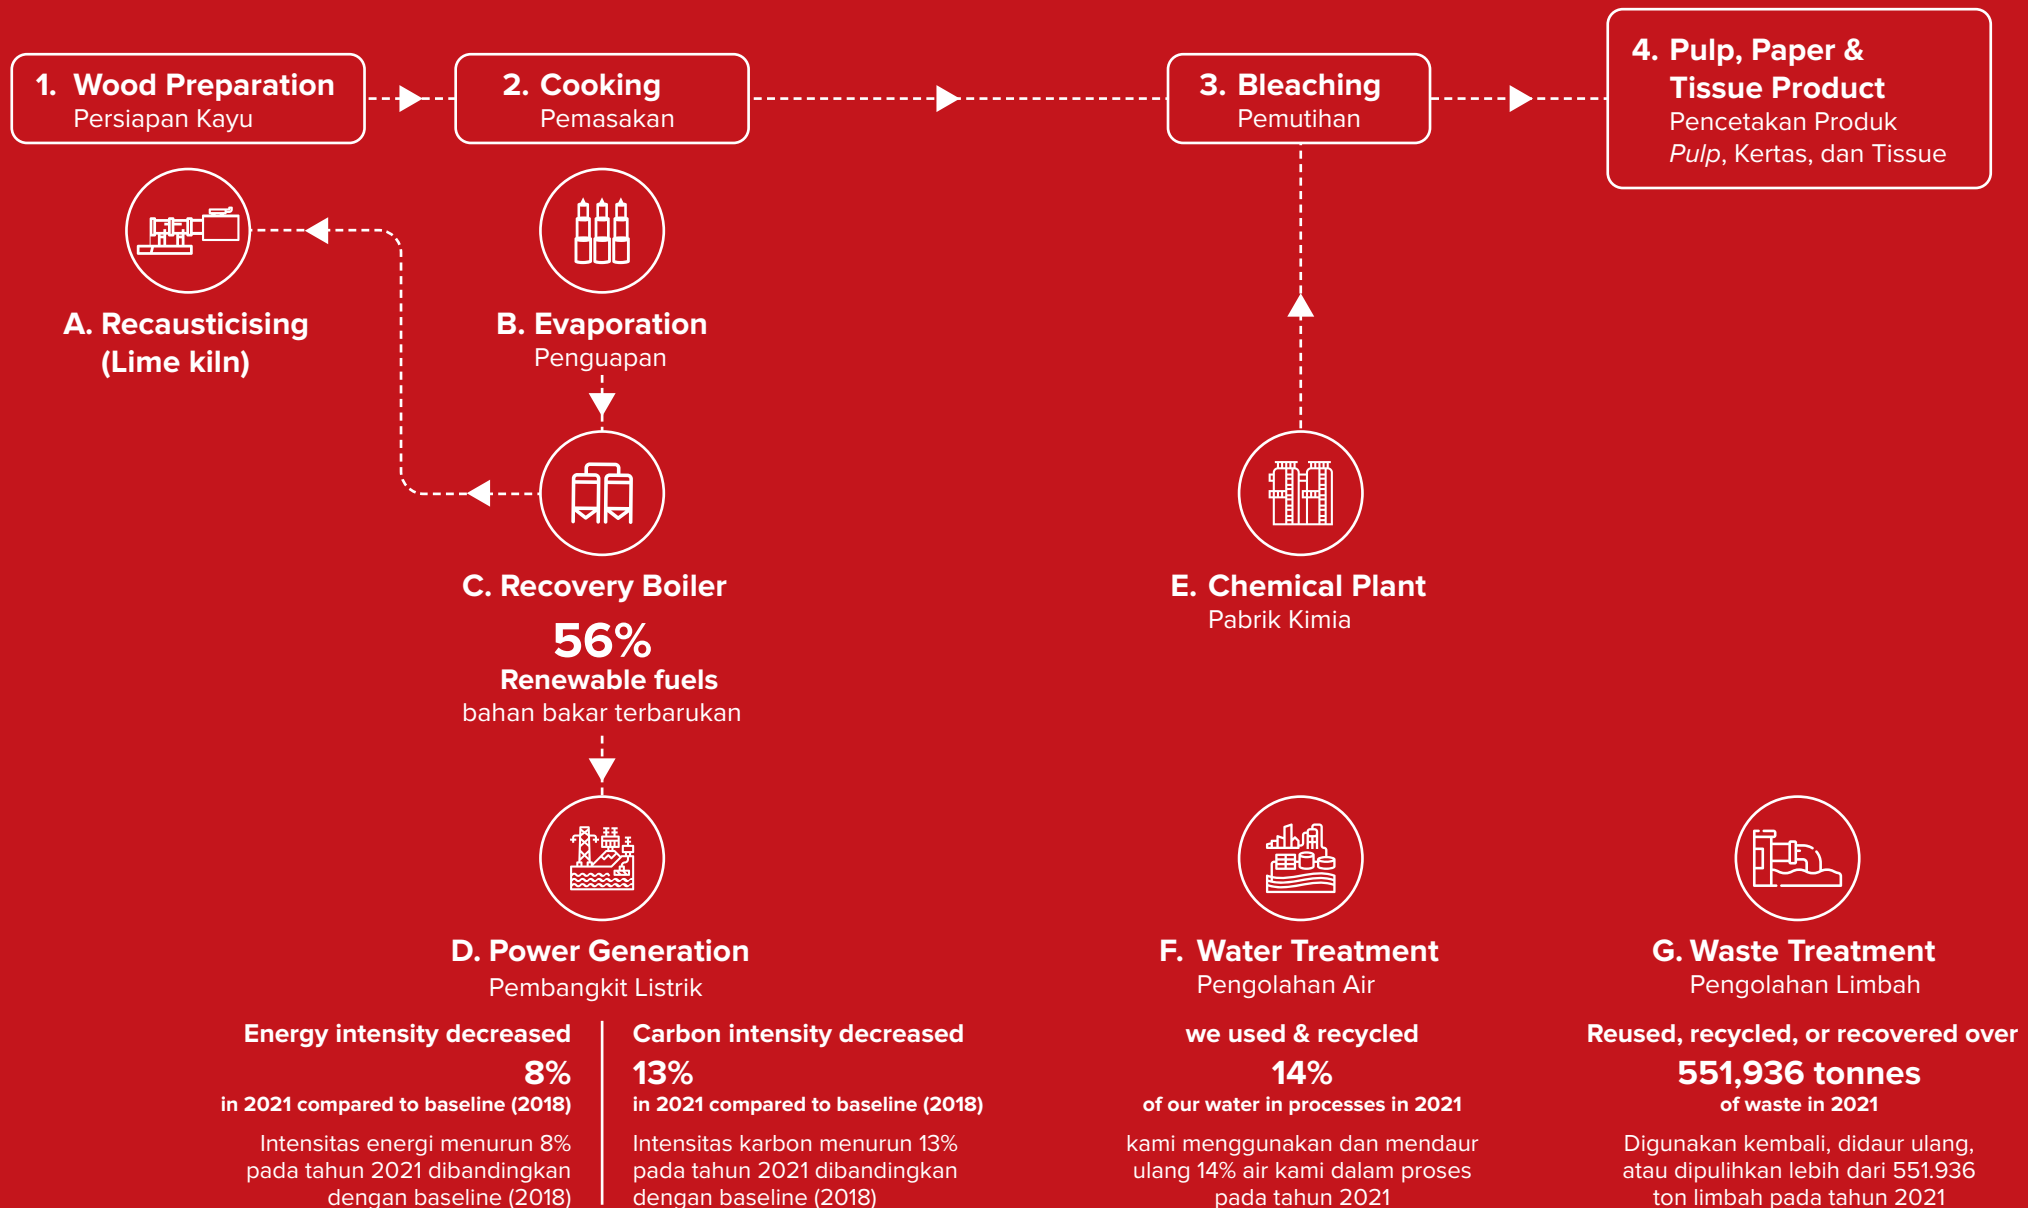 1. Wood Preparation
Persiapan Kayu
2. Cooking
Pemasakan
3. Bleaching
Pemutihan
4. Pulp, Paper &
Tissue Product
Pencetakan Produk
Pulp, Kertas, dan Tissue
A. Recausticising
(Lime kiln)
B. Evaporation
Penguapan
C. Recovery Boiler
56%
Renewable fuels
bahan bakar terbarukan
E. Chemical Plant
Pabrik Kimia
D. Power Generation
Pembangkit Listrik
Energy intensity decreased
8%
in 2021 compared to baseline (2018)
Intensitas energi menurun 8%
pada tahun 2021 dibandingkan
dengan baseline (2018)
Carbon intensity decreased
13%
in 2021 compared to baseline (2018)
Intensitas karbon menurun 13%
pada tahun 2021 dibandingkan
dengan baseline (2018)
F. Water Treatment
Pengolahan Air
we used & recycled
14%
of our water in processes in 2021
kami menggunakan dan mendaur
ulang 14% air kami dalam proses
pada tahun 2021
G. Waste Treatment
Pengolahan Limbah
Reused, recycled, or recovered over
551,936 tonnes
of waste in 2021
Digunakan kembali, didaur ulang,
atau dipulihkan lebih dari 551.936
ton limbah pada tahun 2021